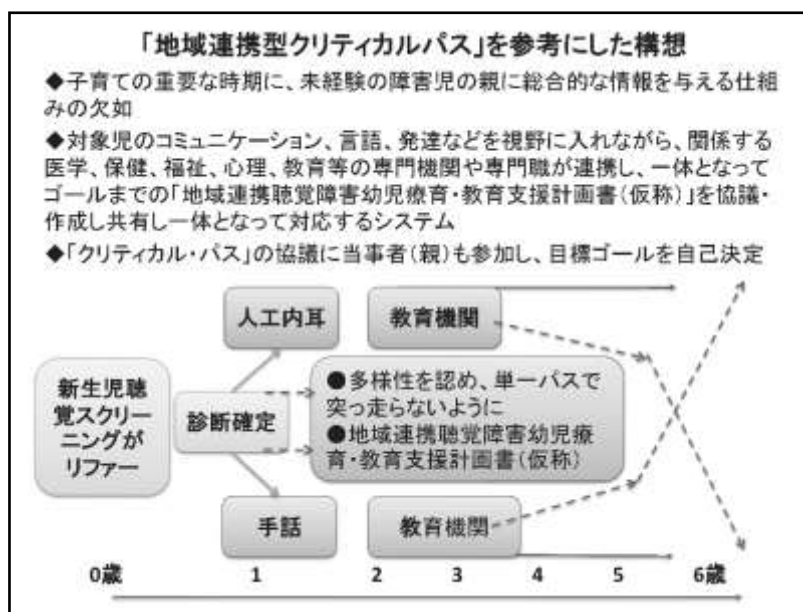 「地域連携型クリティカルパス」を参考にした構想
◆子育ての重要な時期に、未経験の障害児の親に総合的な情報を与える仕組
みの欠如
◆対象児のコミュニケーション、言語、発達などを視野に入れながら、関係する
医学、保健、福祉、心理、教育等の専門機関や専門職が連携し、一体となって
ゴールまでの「地域連携聴覚障害幼児療育・教育支援計画書(仮称)」を協議・
作成し共有し一体となって対応するシステム
◆「クリティカル・パス」の協議に当事者(親)も参加し、目標ゴールを自己決定
人工内耳
教育機関
新生児聴
覚スクリー
ニングが
リファー
診断確定
●多様性を認め、単一パスで
突っ走らないように
●地域連携聴覚障害幼児療
育・教育支援計画書(仮称)
手話
教育機関
0歳 1 2 3 4 5 6歳